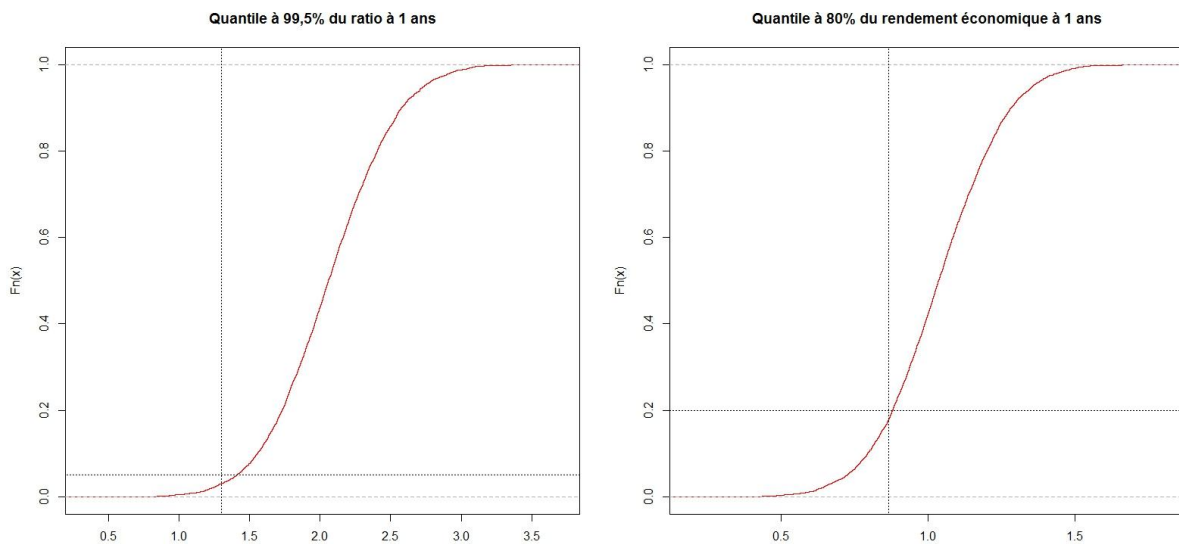 Quantile à 99,5% du ratio à 1 ans
Fn(x)
1.0
0.8
0.6
0.4
0.2
0.0
0.5 1.0 1.5 2.0 2.5 3.0 3.5
Quantile à 80% du rendement économique à 1 ans
Fn(x)
1.0
0.8
0.6
0.4
0.2
0.0
0.5 1.0 1.5